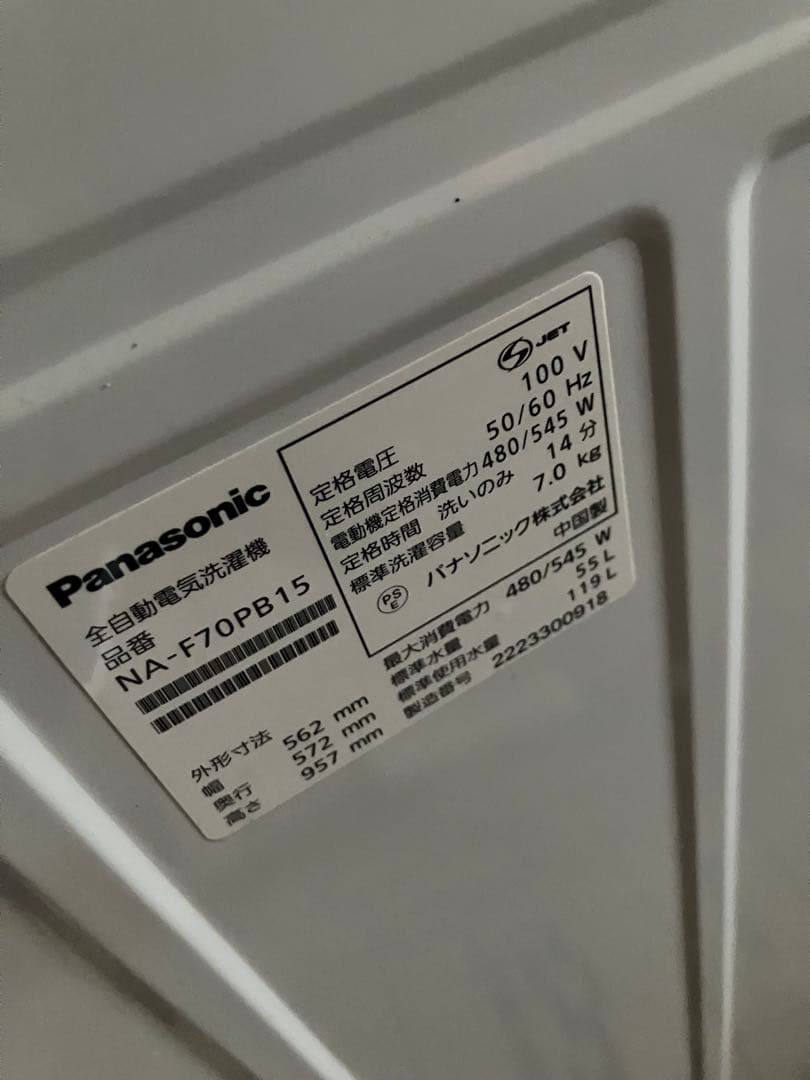 Panasonic
全自動電気洗濯機
品番
NA-F70PB15
外形寸法
幅 562 mm
奥行 572 mm
高さ 957 mm
JET
定格電圧 100 V
定格周波数 50/60 Hz
電動機定格消費電力 480/545 W
定格時間 洗いのみ 14 分
標準洗濯容量 7.0 kg
PS
E
パナソニック株式会社
中国製
最大消費電力 480/545 W
標準水量 55 L
標準使用水量 119 L
製造番号 2223300918